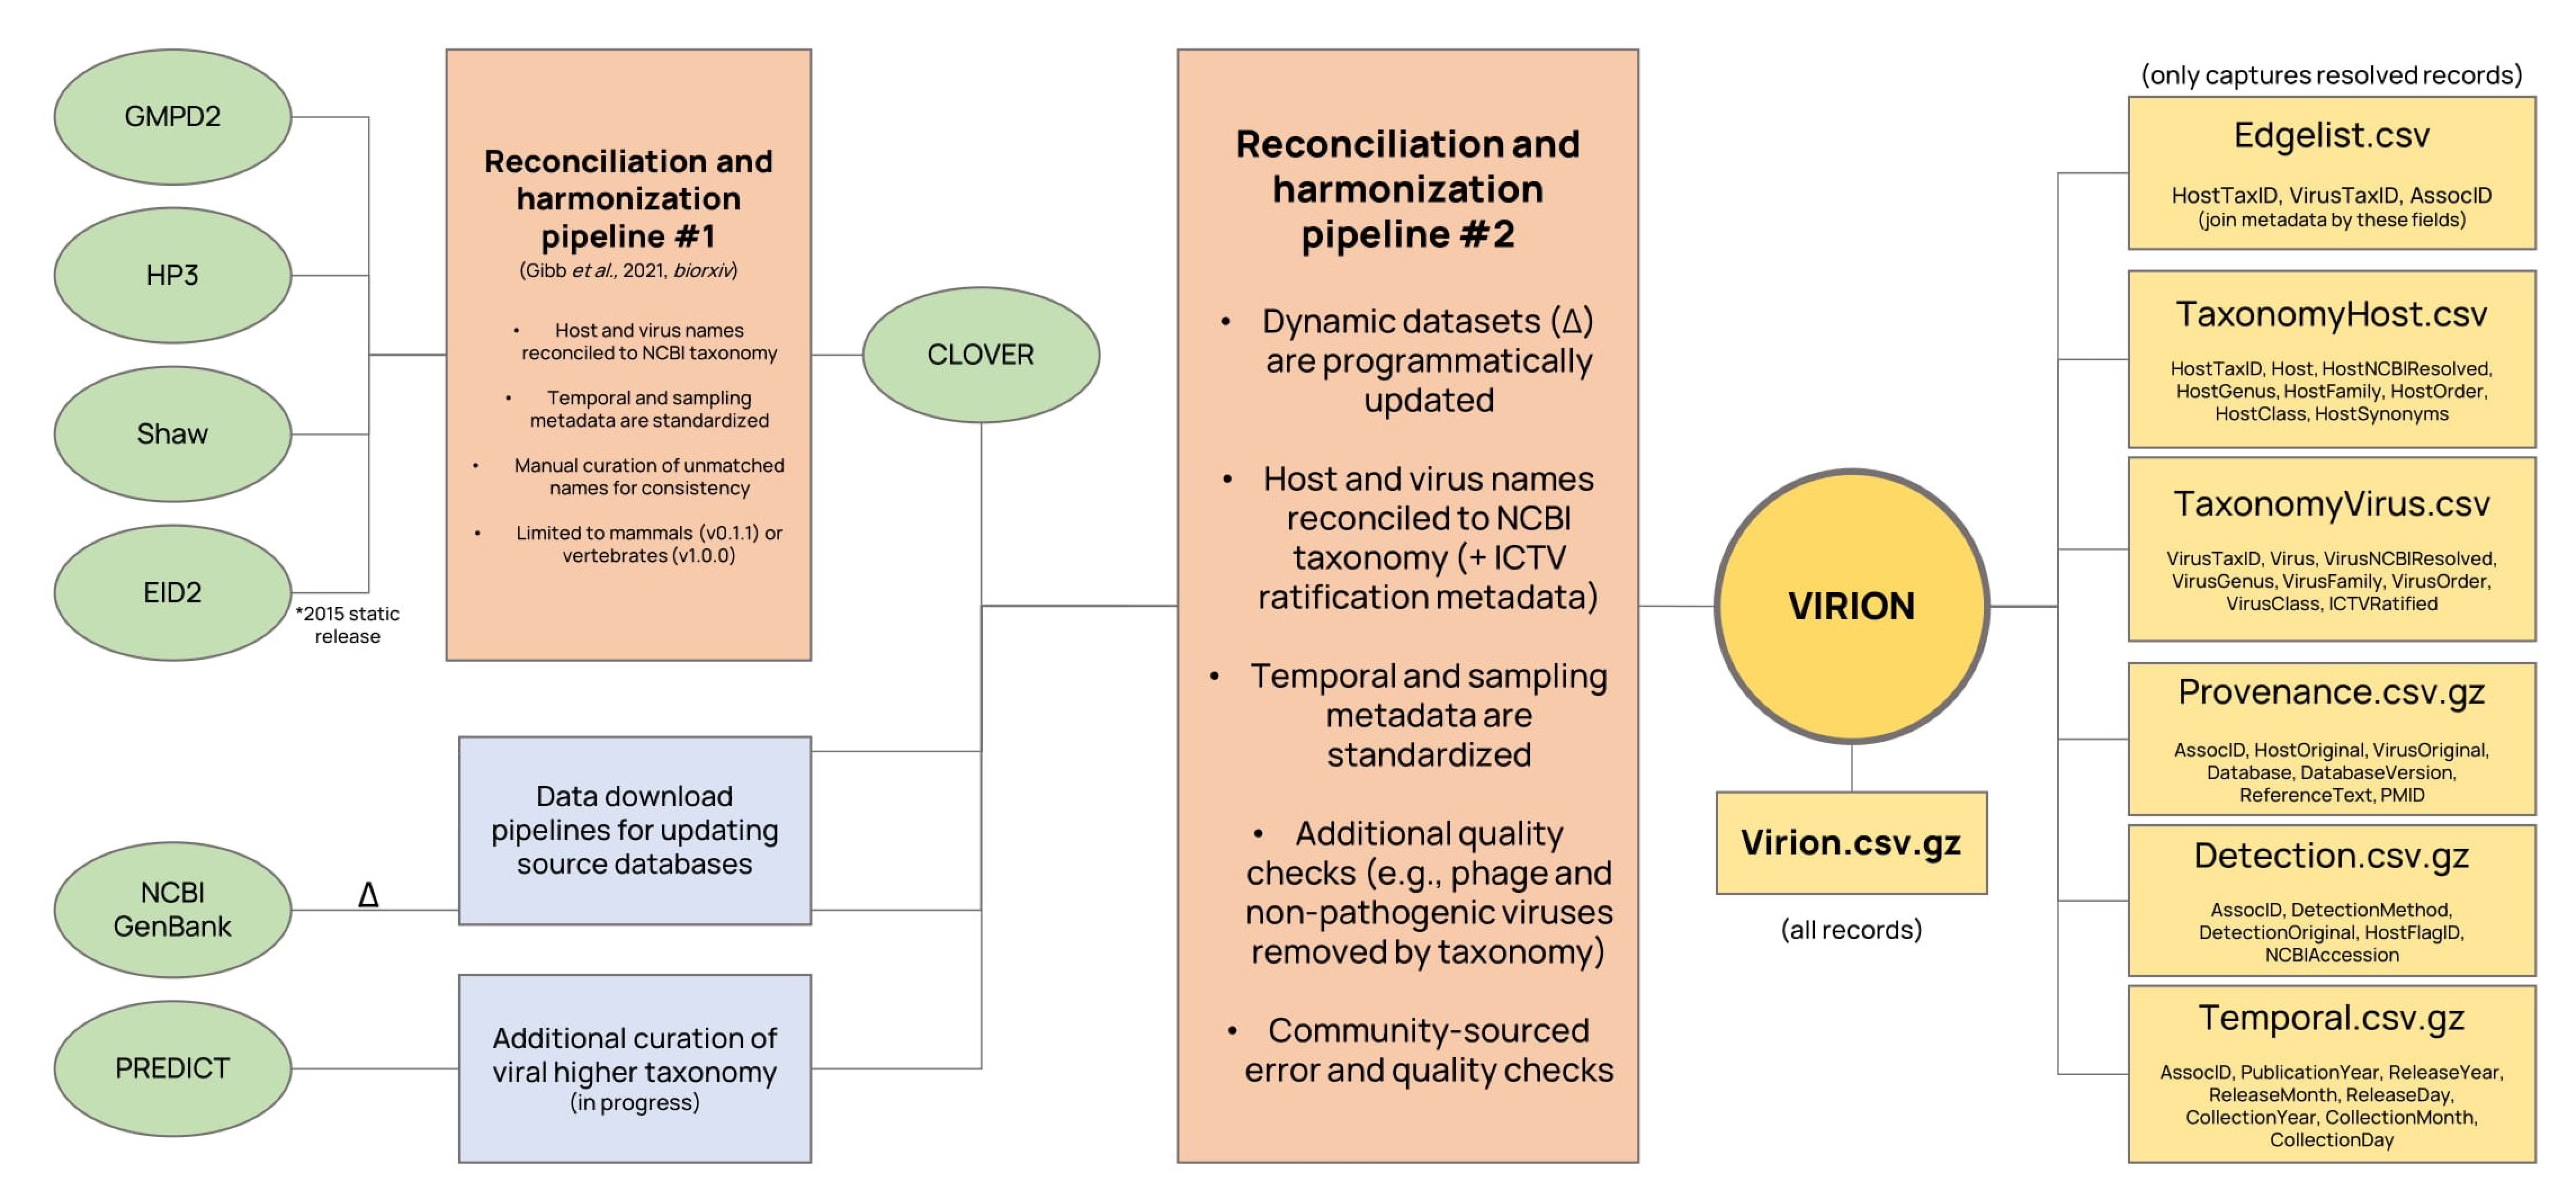 GMPD2
HP3
Shaw
EID2
*2015 static
release
Reconciliation and
harmonization
pipeline #1
(Gibb et al., 2021, biorxiv)
• Host and virus names
reconciled to NCBI taxonomy
• Temporal and sampling
metadata are standardized
• Manual curation of unmatched
names for consistency
• Limited to mammals (v0.1.1) or
vertebrates (v1.0.0)
CLOVER
NCBI
GenBank
Δ
PREDICT
Data download
pipelines for updating
source databases
Additional curation of
viral higher taxonomy
(in progress)
Reconciliation and
harmonization
pipeline #2
• Dynamic datasets (Δ)
are programmatically
updated
• Host and virus names
reconciled to NCBI
taxonomy (+ ICTV
ratification metadata)
• Temporal and sampling
metadata are
standardized
• Additional quality
checks (e.g., phage and
non-pathogenic viruses
removed by taxonomy)
• Community-sourced
error and quality checks
VIRION
Virion.csv.gz
(all records)
(only captures resolved records)
Edgelist.csv
HostTaxID, VirusTaxID, AssocID
(join metadata by these fields)
TaxonomyHost.csv
HostTaxID, Host, HostNCBIResolved,
HostGenus, HostFamily, HostOrder,
HostClass, HostSynonyms
TaxonomyVirus.csv
VirusTaxID, Virus, VirusNCBIResolved,
VirusGenus, VirusFamily, VirusOrder,
VirusClass, ICTVRatified
Provenance.csv.gz
AssocID, HostOriginal, VirusOriginal,
Database, DatabaseVersion,
ReferenceText, PMID
Detection.csv.gz
AssocID, DetectionMethod,
DetectionOriginal, HostFlagID,
NCBIAccession
Temporal.csv.gz
AssocID, PublicationYear, ReleaseYear,
ReleaseMonth, ReleaseDay,
CollectionYear, CollectionMonth,
CollectionDay